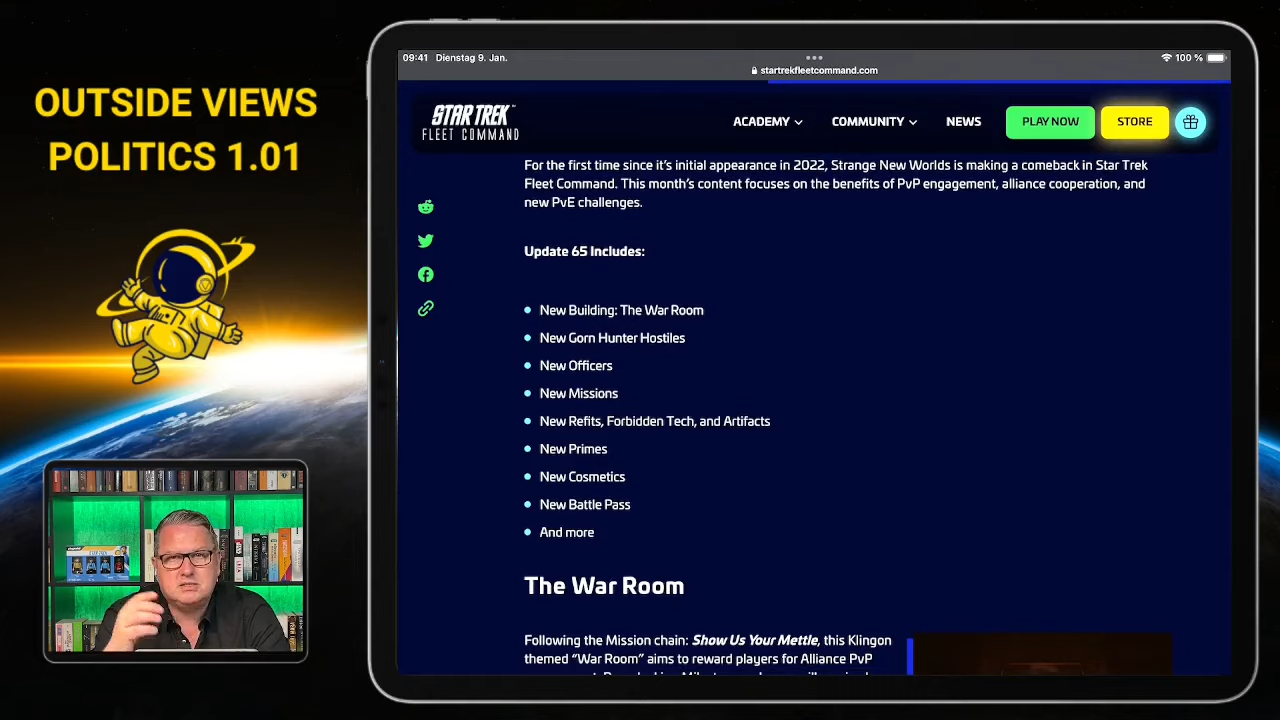 OUTSIDE VIEWS
POLITICS 1.01
09:41 Dienstag 9. Jan.
100 %
startrekfleetcommand.com
STAR TREK
FLEET COMMAND
ACADEMY
COMMUNITY
NEWS
PLAY NOW
STORE
For the first time since it's initial appearance in 2022, Strange New Worlds is making a comeback in Star Trek
Fleet Command. This month's content focuses on the benefits of PvP engagement, alliance cooperation, and
new PvE challenges.
Update 65 Includes:
New Building: The War Room
New Gorn Hunter Hostiles
New Officers
New Missions
New Refits, Forbidden Tech, and Artifacts
New Primes
New Cosmetics
New Battle Pass
And more
The War Room
Following the Mission chain: Show Us Your Mettle, this Klingon
themed “War Room” aims to reward players for Alliance PvP